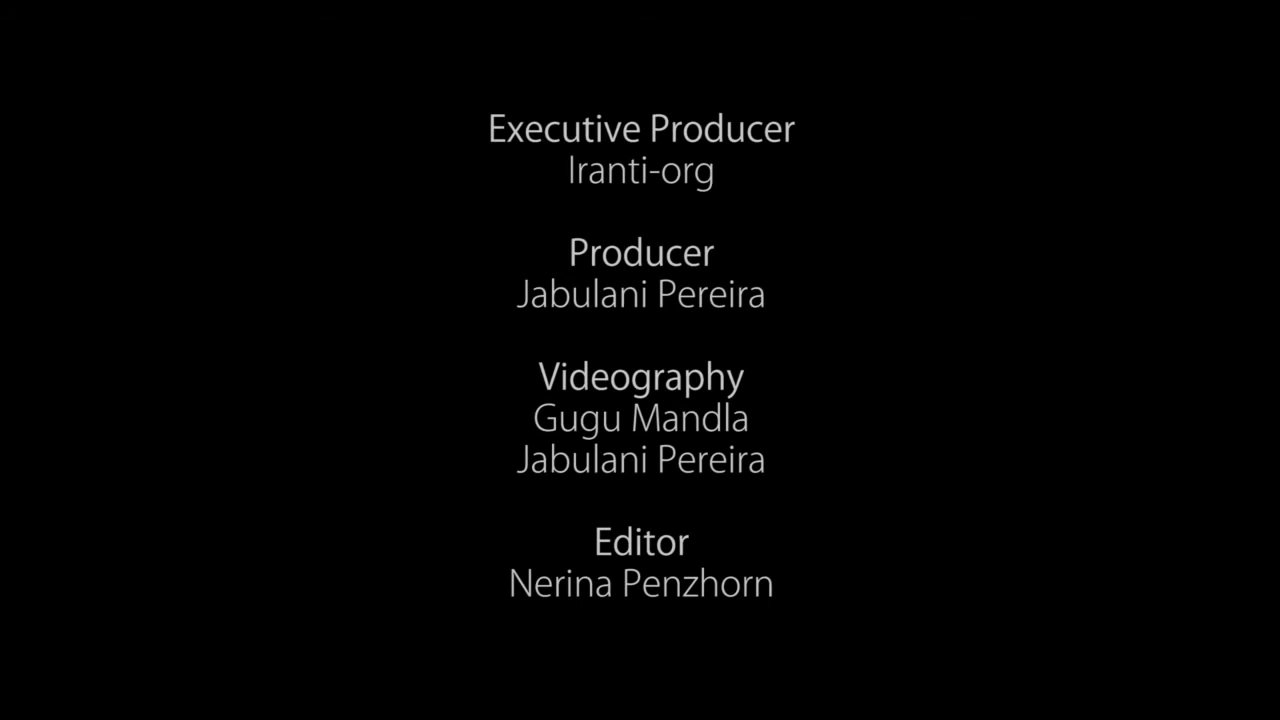 Executive Producer
Iranti-org
Producer
Jabulani Pereira
Videography
Gugu Mandla
Jabulani Pereira
Editor
Nerina Penzhorn